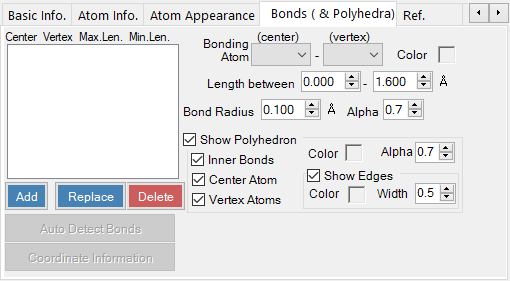 Basic Info. Atom Info. Atom Appearance Bonds ( & Polyhedra) Ref.
Center Vertex Max.Len. Min.Len.
(center) (vertex)
Bonding Atom - Color
Length between 0.000 - 1.600 Å
Bond Radius 0.100 Å Alpha 0.7
Show Polyhedron
Inner Bonds
Color Alpha 0.7
Center Atom
Show Edges
Vertex Atoms
Color Width 0.5
Add Replace Delete
Auto Detect Bonds
Coordinate Information